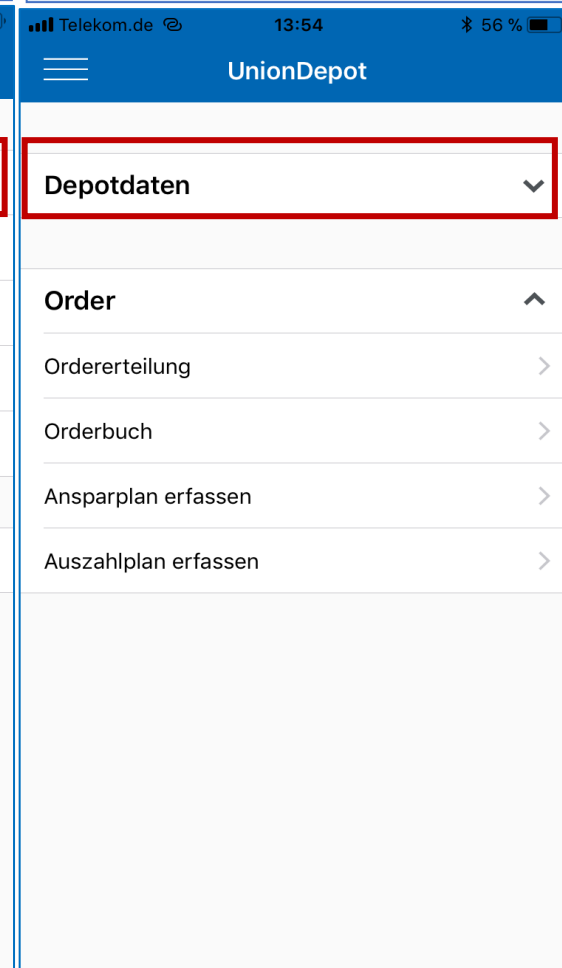 Telekom.de 13:54 56 %
UnionDepot
Depotdaten
Order
Ordererteilung
Orderbuch
Ansparplan erfassen
Auszahlplan erfassen